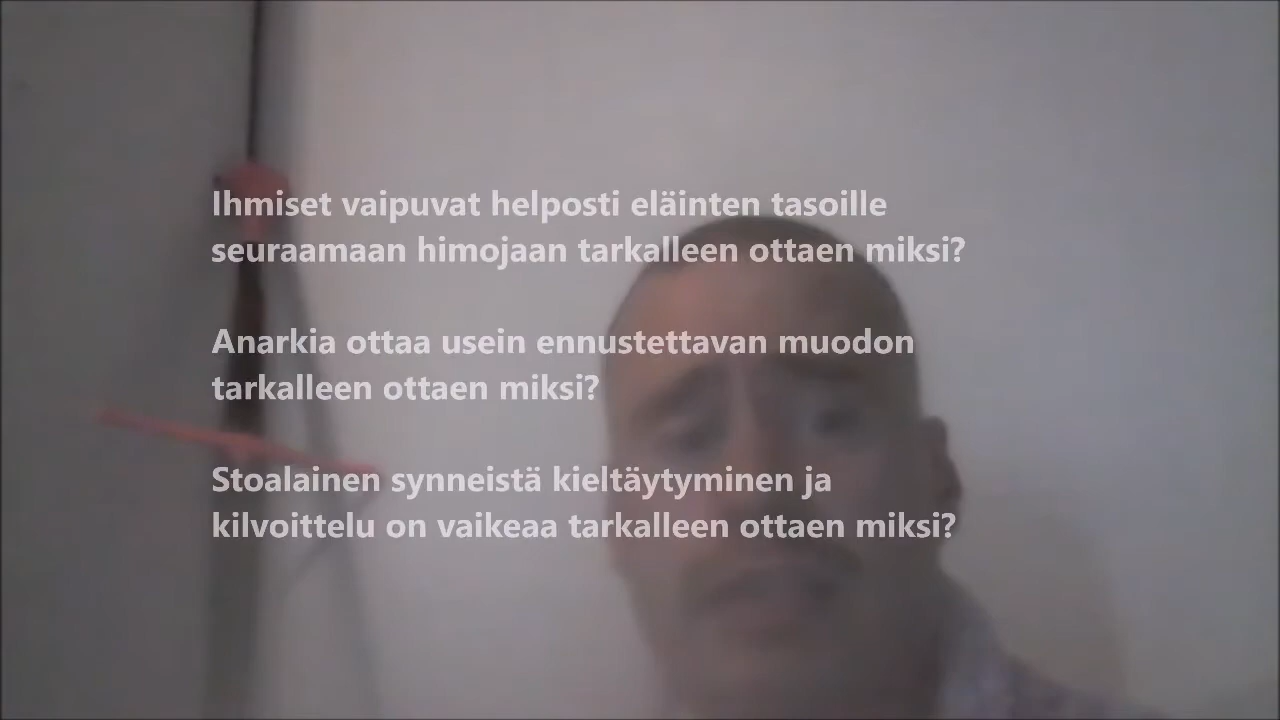 Ihmiset vaipuvat helposti eläinten tasoille
seuraamaan himojaan tarkalleen ottaen miksi?
Anarkia ottaa usein ennustettavan muodon
tarkalleen ottaen miksi?
Stoalainen synneistä kieltäytyminen ja
kilvoittelu on vaikeaa tarkalleen ottaen miksi?